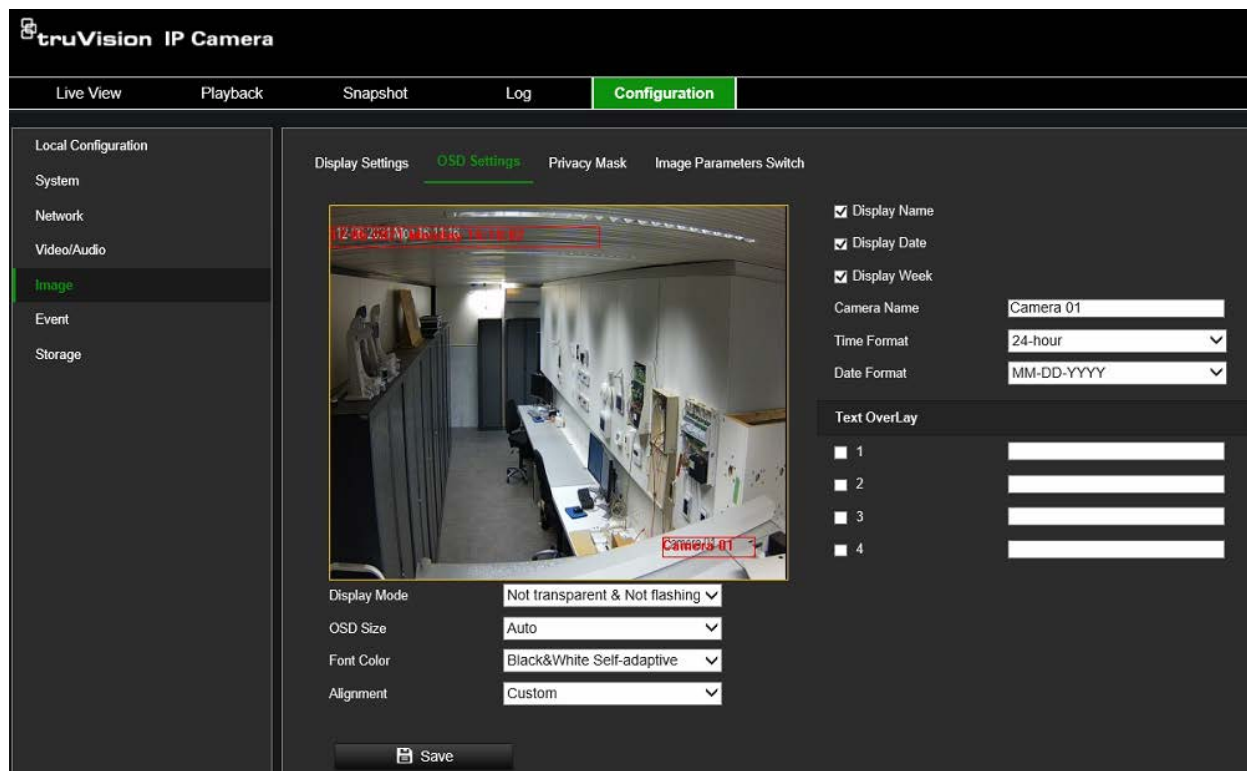 truVision IP Camera
Live View Playback Snapshot Log Configuration
Local Configuration
System
Network
Video/Audio
Image
Event
Storage
Display Settings OSD Settings Privacy Mask Image Parameters Switch
Camera 01
Display Mode Not transparent & Not flashing
OSD Size Auto
Font Color Black&White Self-adaptive
Alignment Custom
Save
Display Name
Display Date
Display Week
Camera Name Camera 01
Time Format 24-hour
Date Format MM-DD-YYYY
Text OverLay
1
2
3
4